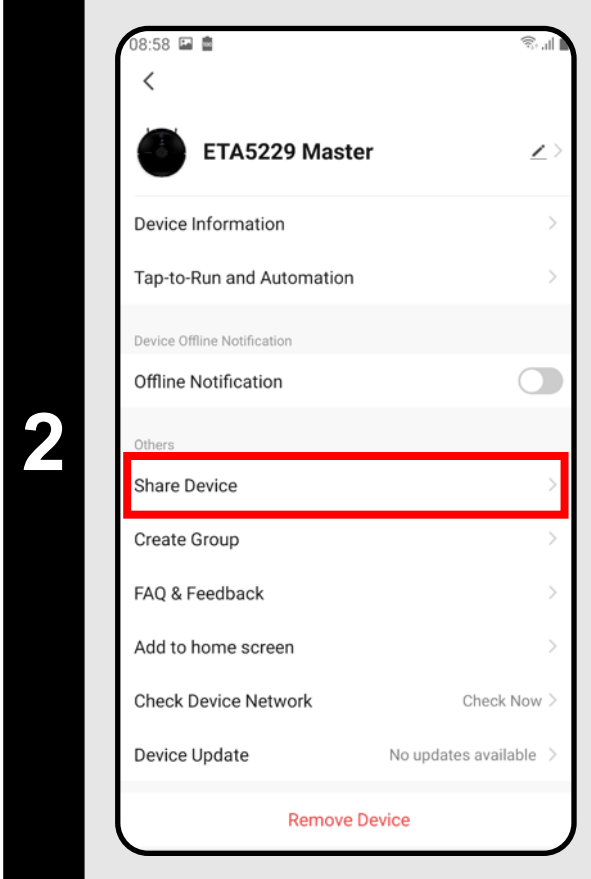 2
08:58
ETA5229 Master
Device Information
Tap-to-Run and Automation
Device Offline Notification
Offline Notification
Others
Share Device
Create Group
FAQ & Feedback
Add to home screen
Check Device Network Check Now
Device Update No updates available
Remove Device